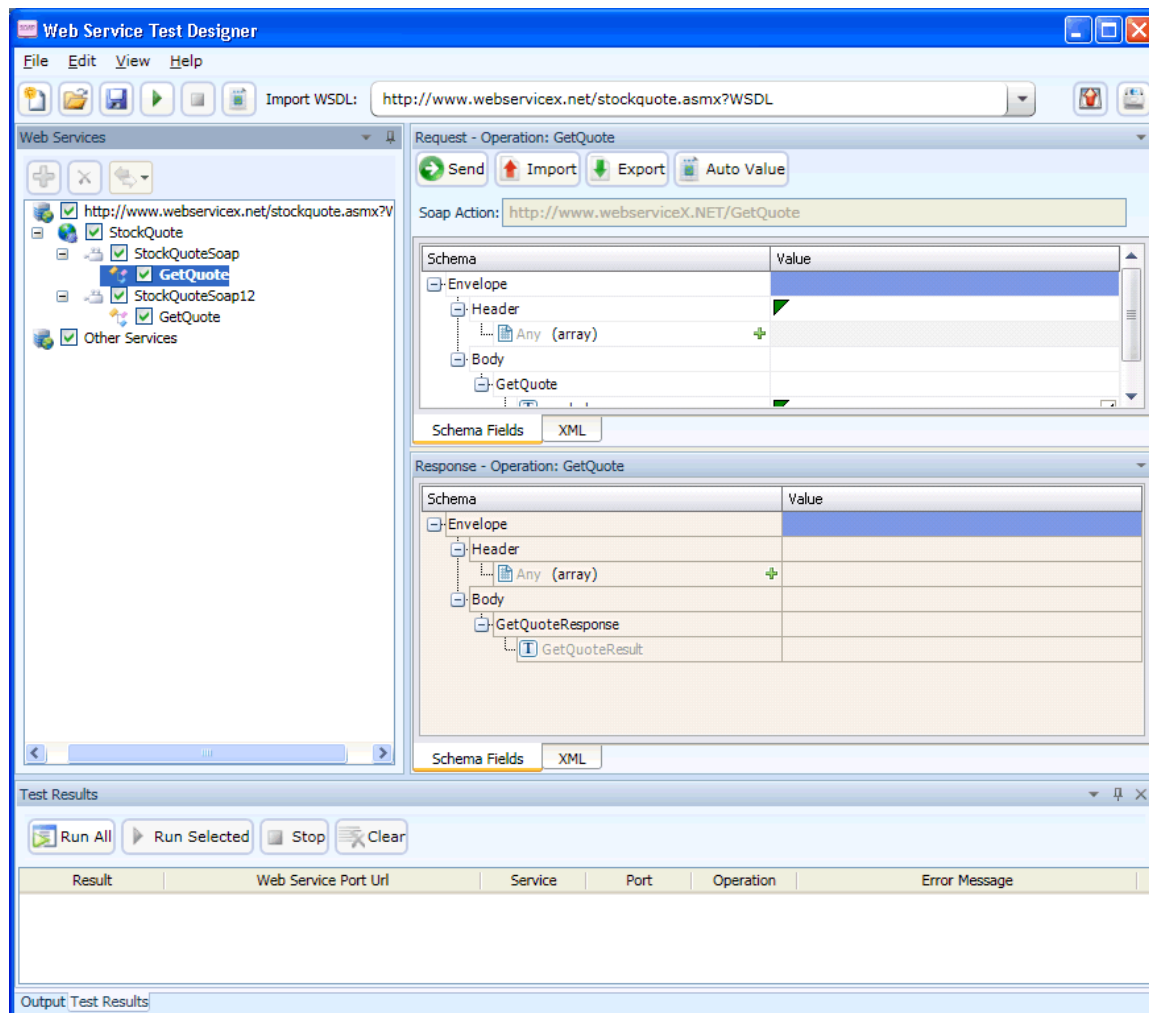 Web Service Test Designer
File Edit View Help
Import WSDL: http://www.webservicex.net/stockquote.asmx?WSDL
Web Services
http://www.webservicex.net/stockquote.asmx?V
StockQuote
StockQuoteSoap
GetQuote
StockQuoteSoap12
GetQuote
Other Services
Request - Operation: GetQuote
Send Import Export Auto Value
Soap Action: http://www.webserviceX.NET/GetQuote
Schema Value
Envelope
Header
Any (array)
Body
GetQuote
Schema Fields XML
Response - Operation: GetQuote
Schema Value
Envelope
Header
Any (array)
Body
GetQuoteResponse
T GetQuoteResult
Schema Fields XML
Test Results
Run All Run Selected Stop Clear
Result Web Service Port Url Service Port Operation Error Message
Output Test Results